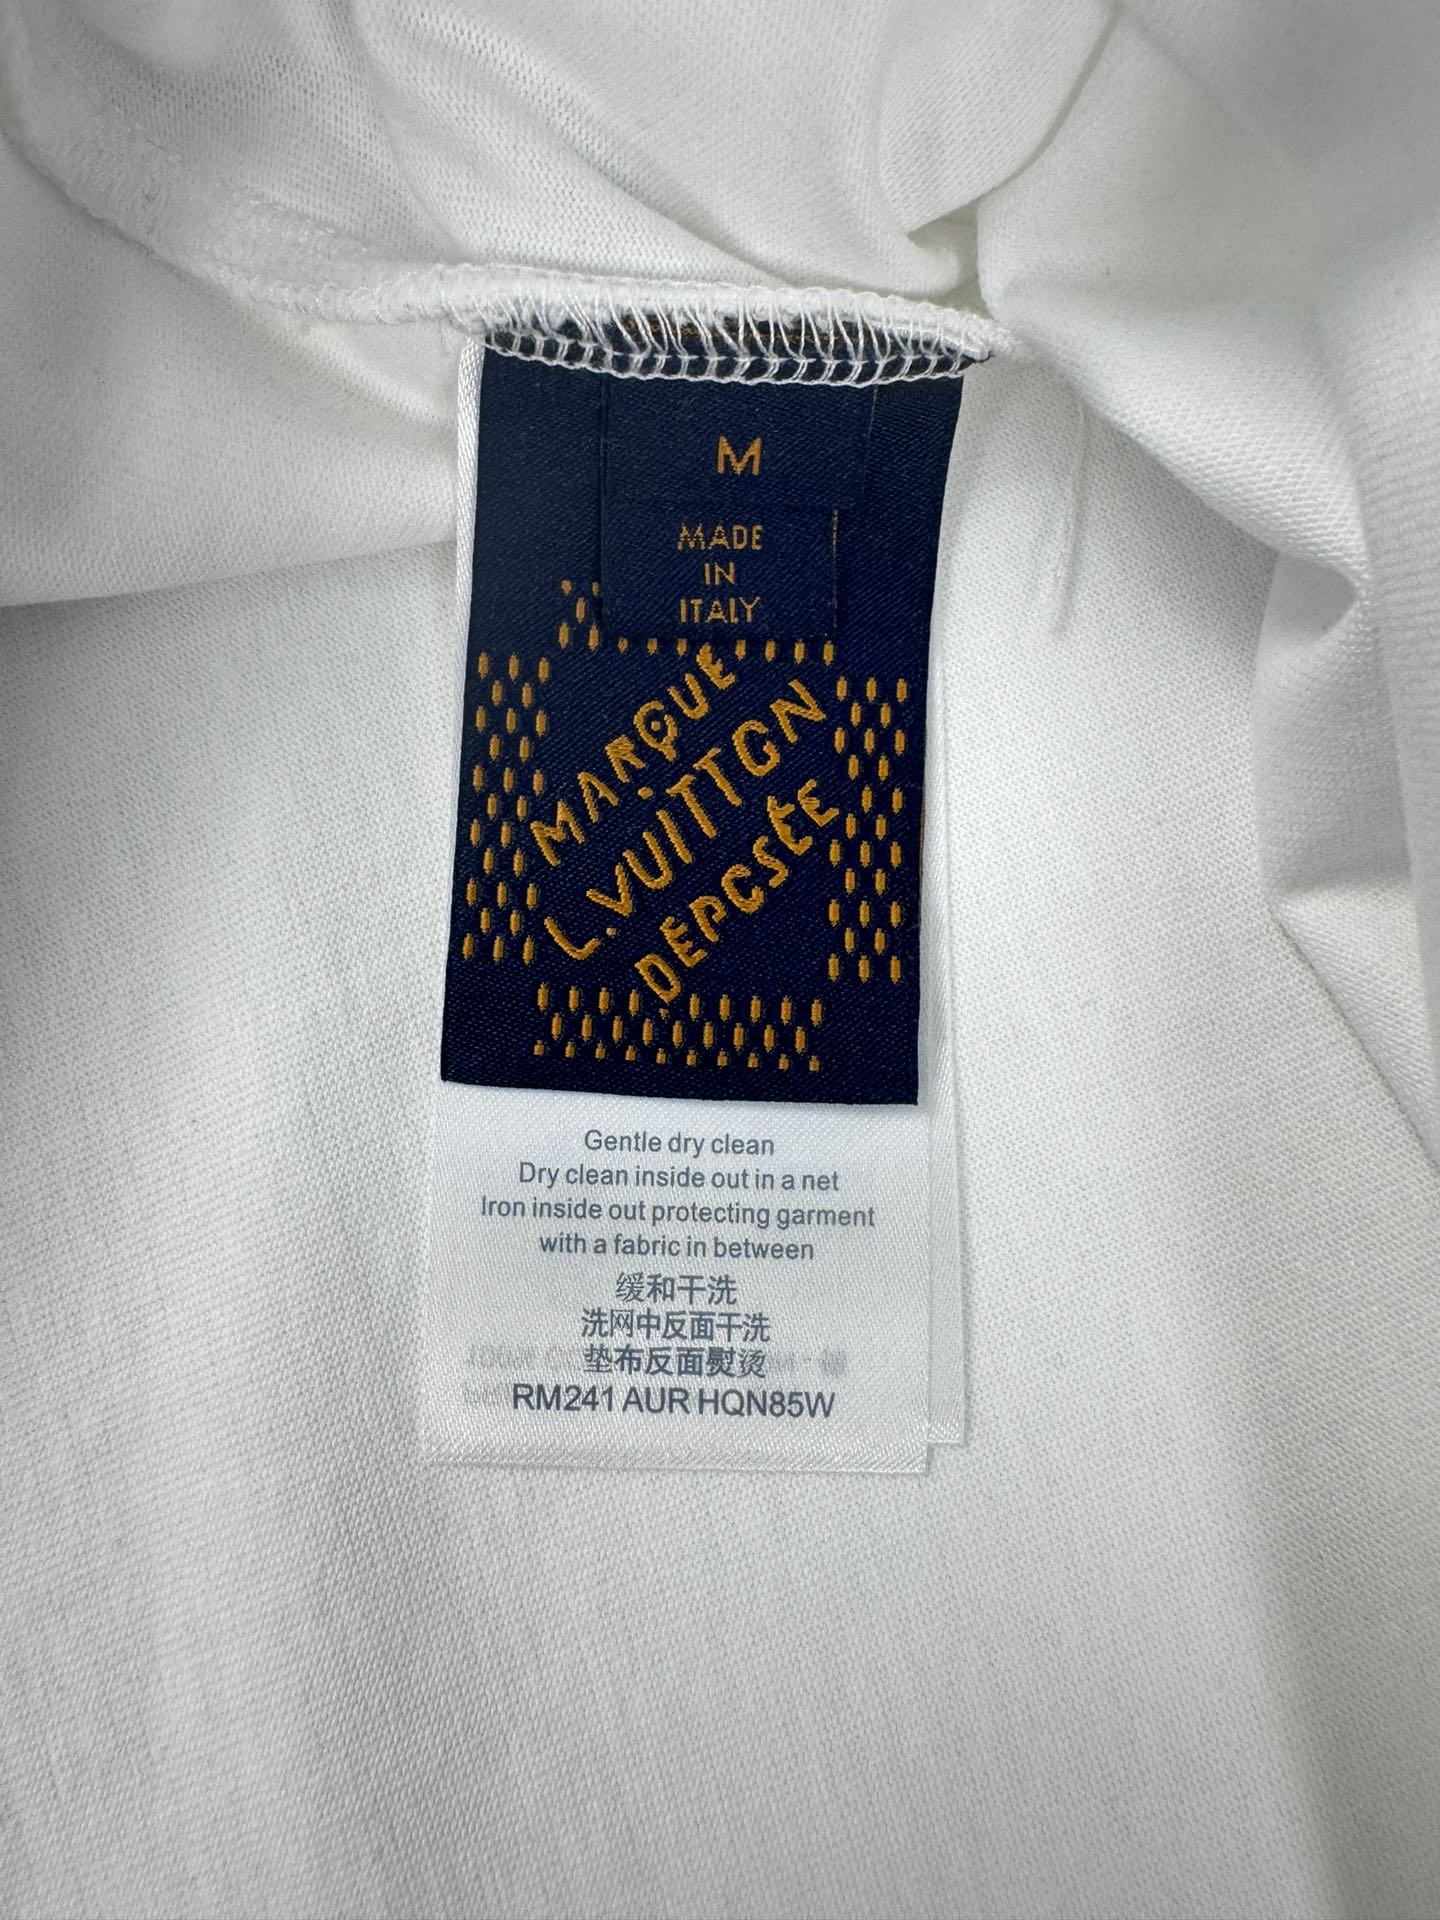 M
MADE
IN
ITALY
MARQUE
L.VUITTON
DÉPOSÉE
Gentle dry clean
Dry clean inside out in a net
Iron inside out protecting garment
with a fabric in between
缓和干洗
洗网中反面干洗
垫布反面熨烫
RM241 AUR HQN85W